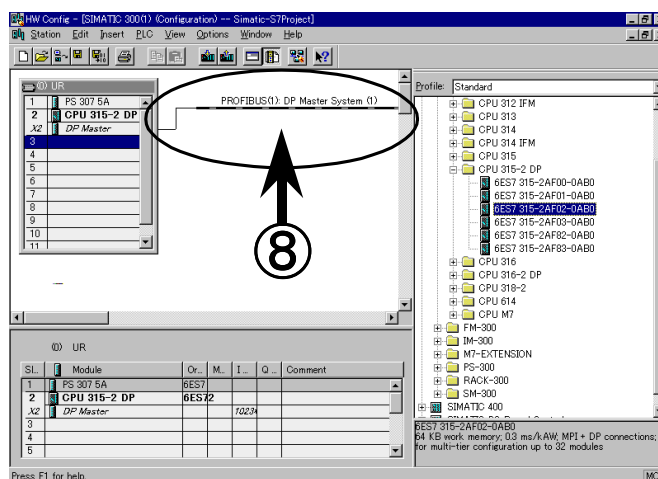 HW Config - [SIMATIC 300(1) (Configuration) -- Simatic-S7Project]
Station Edit Insert PLC View Options Window Help
(0) UR
1 PS 307 5A
2 CPU 315-2 DP
X2 DP Master
3
4
5
6
7
8
9
10
11
PROFIBUS(1): DP Master System (1)
⑧
Profile: Standard
CPU 312 IFM
CPU 313
CPU 314
CPU 314 IFM
CPU 315
CPU 315-2 DP
6ES7 315-2AF00-0AB0
6ES7 315-2AF01-0AB0
6ES7 315-2AF02-0AB0
6ES7 315-2AF03-0AB0
6ES7 315-2AF82-0AB0
6ES7 315-2AF83-0AB0
CPU 316
CPU 316-2 DP
CPU 318-2
CPU 614
CPU M7
FM-300
IM-300
M7-EXTENSION
PS-300
RACK-300
SM-300
SIMATIC 400
(0) UR
Sl... Module Or... M... I ... Q ... Comment
1 PS 307 5A 6ES7
2 CPU 315-2 DP 6ES72
X2 DP Master 1023
3
4
5
6ES7 315-2AF02-0AB0
64 KB work memory; 0.3 ms/kAW; MPI + DP connections;
for multi-tier configuration up to 32 modules
Press F1 for help.